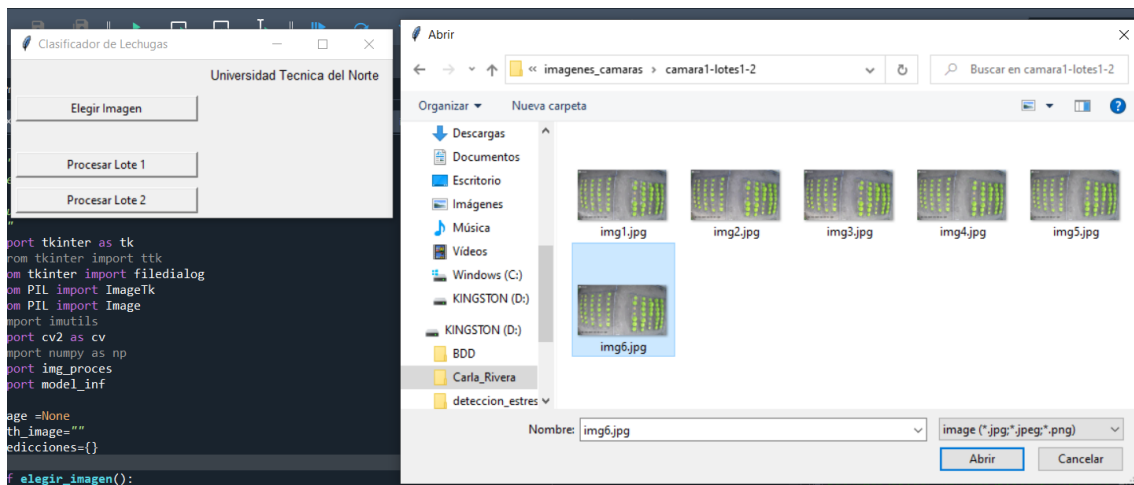 Clasificador de Lechugas
Universidad Tecnica del Norte
Elegir Imagen
Procesar Lote 1
Procesar Lote 2
port tkinter as tk
rom tkinter import ttk
om tkinter import filedialog
om PIL import ImageTk
om PIL import Image
mport imutils
port cv2 as cv
mport numpy as np
port img_proces
port model_inf
age =None
th_image=""
edicciones={}
f elegir_imagen():
Abrir
« imagenes_camaras › camara1-lotes1-2
Buscar en camara1-lotes1-2
Organizar
Nueva carpeta
Descargas
Documentos
Escritorio
Imágenes
Música
Vídeos
Windows (C:)
KINGSTON (D:)
KINGSTON (D:)
BDD
Carla_Rivera
deteccion_estres
img1.jpg
img2.jpg
img3.jpg
img4.jpg
img5.jpg
img6.jpg
Nombre: img6.jpg
image (*.jpg;*.jpeg;*.png)
Abrir
Cancelar